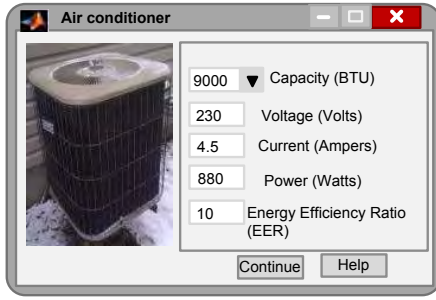 Air conditioner
9000 Capacity (BTU)
230 Voltage (Volts)
4.5 Current (Ampers)
880 Power (Watts)
10 Energy Efficiency Ratio
(EER)
Continue Help